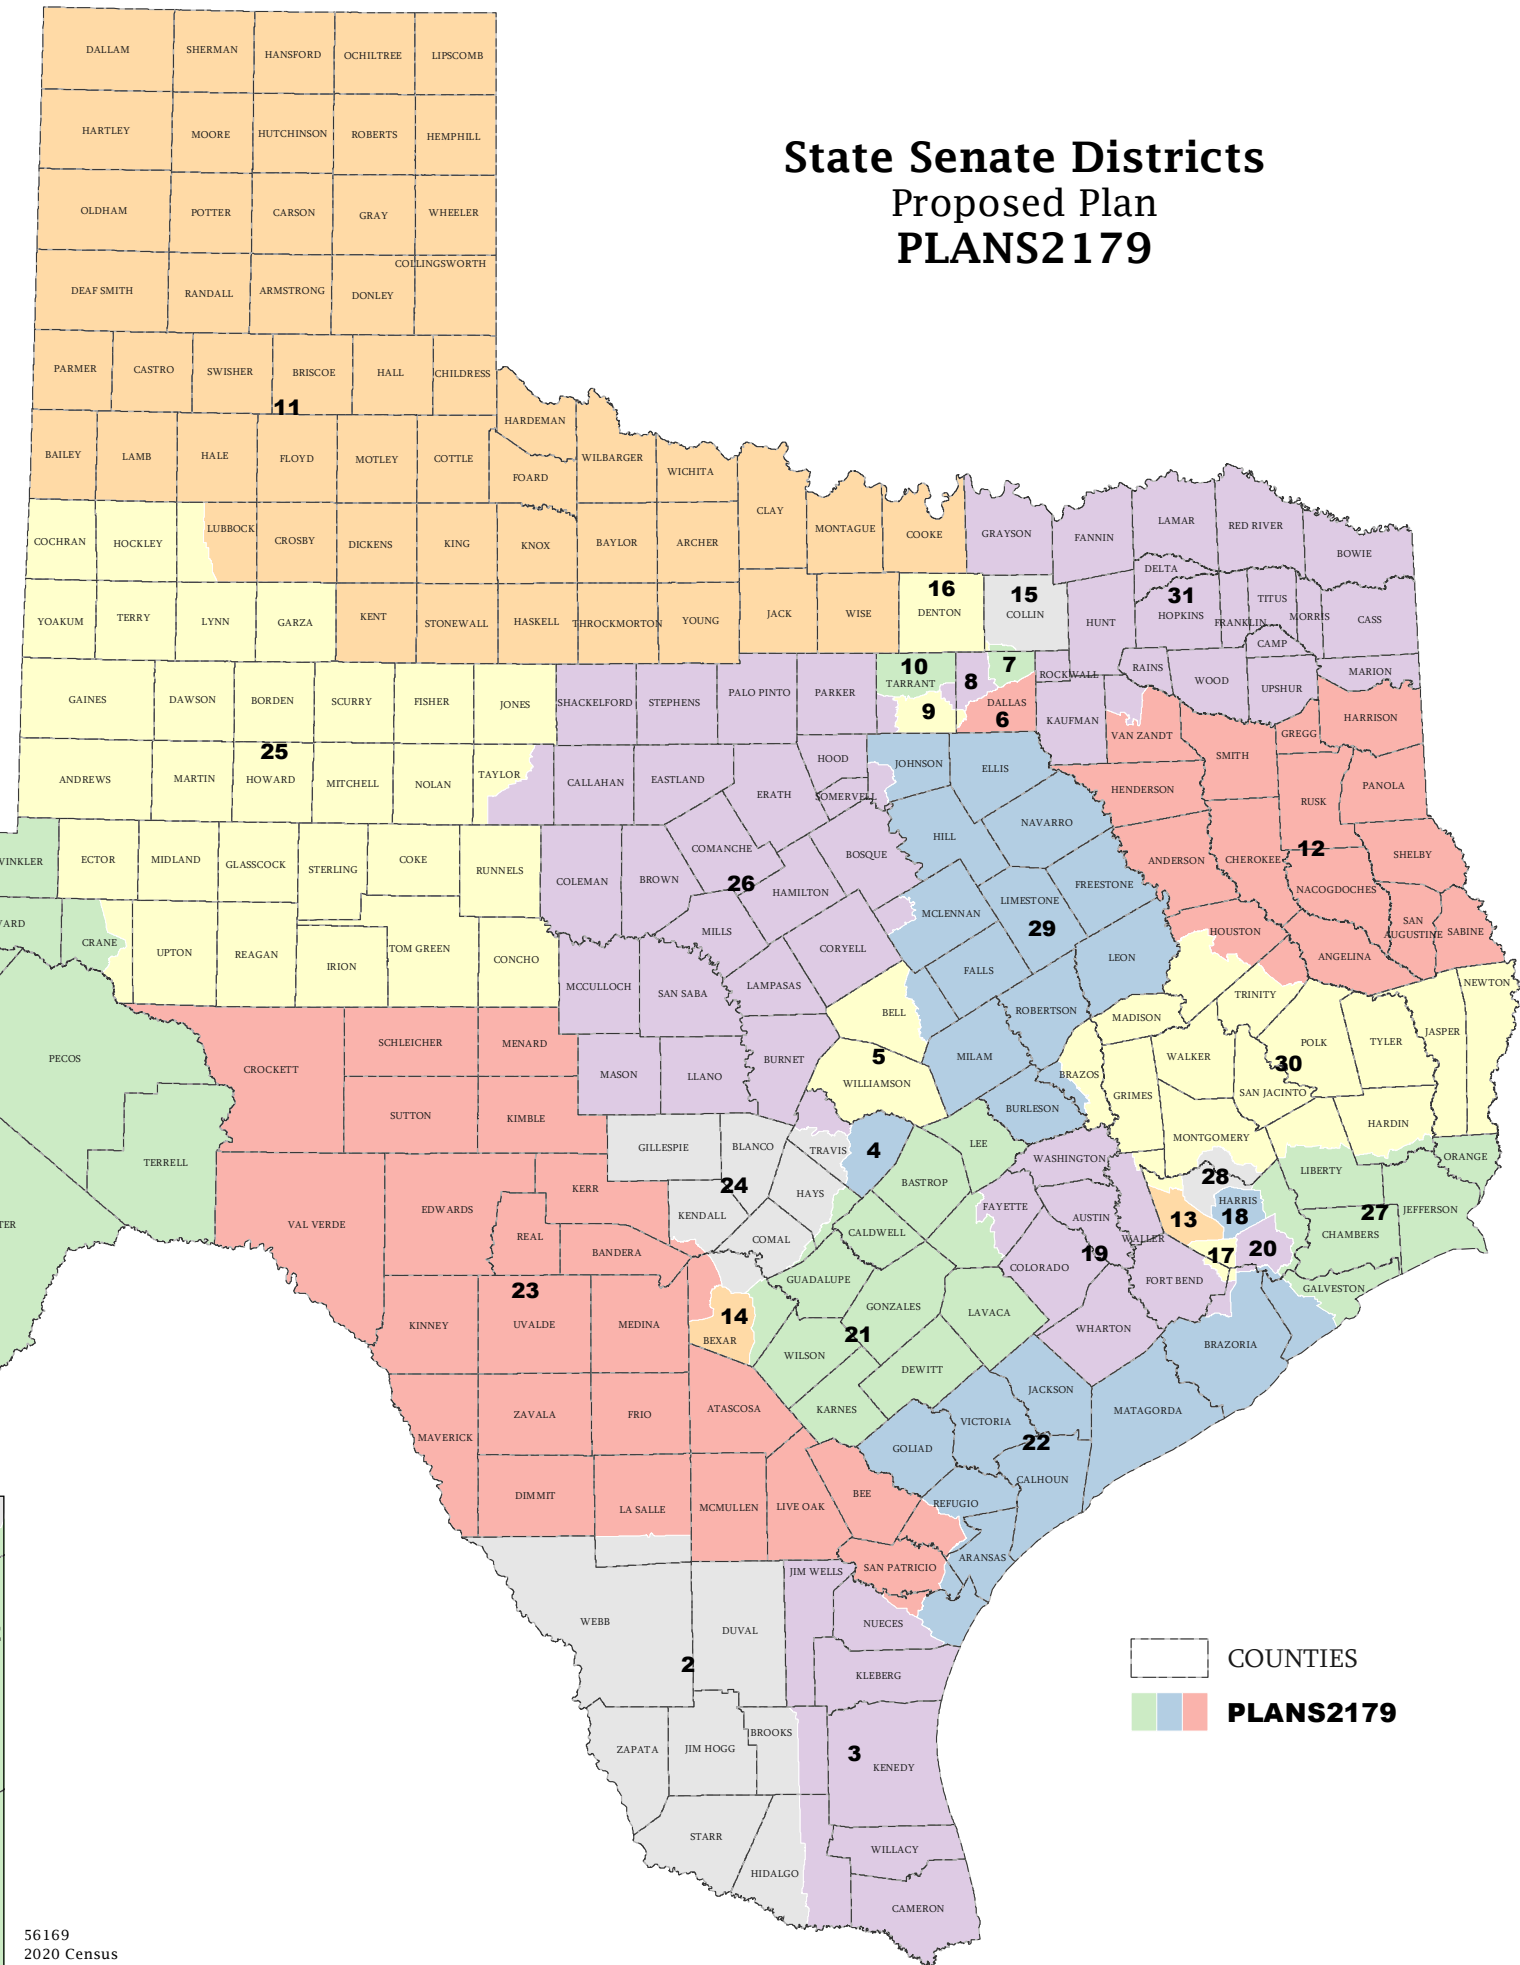 State Senate Districts
Proposed Plan
PLANS2179
DALLAM
SHERMAN
HANSFORD
OCHILTREE
LIPSCOMB
HARTLEY
MOORE
HUTCHINSON
ROBERTS
HEMPHILL
OLDHAM
POTTER
CARSON
GRAY
WHEELER
COLLINGSWORTH
DEAF SMITH
RANDALL
ARMSTRONG
DONLEY
PARMER
CASTRO
SWISHER
BRISCOE
HALL
CHILDRESS
11
HARDEMAN
BAILEY
LAMB
HALE
FLOYD
MOTLEY
COTTLE
FOARD
WILBARGER
WICHITA
CLAY
MONTAGUE
COOKE
GRAYSON
FANNIN
LAMAR
RED RIVER
BOWIE
COCHRAN
HOCKLEY
LUBBOCK
CROSBY
DICKENS
KING
KNOX
BAYLOR
ARCHER
DELTA
16
15
31
YOAKUM
TERRY
LYNN
GARZA
KENT
STONEWALL
HASKELL
THROCKMORTON
YOUNG
JACK
WISE
DENTON
COLLIN
HUNT
HOPKINS
FRANKLIN
TITUS
MORRIS
CASS
CAMP
10
7
TARRANT
8
ROCKWALL
RAINS
WOOD
UPSHUR
MARION
GAINES
DAWSON
BORDEN
SCURRY
FISHER
JONES
SHACKELFORD
STEPHENS
PALO PINTO
PARKER
9
DALLAS
6
KAUFMAN
VAN ZANDT
GREGG
HARRISON
25
ANDREWS
MARTIN
HOWARD
MITCHELL
NOLAN
TAYLOR
CALLAHAN
EASTLAND
ERATH
HOOD
SOMERVELL
JOHNSON
ELLIS
HENDERSON
SMITH
RUSK
PANOLA
WINKLER
ECTOR
MIDLAND
GLASSCOCK
STERLING
COKE
RUNNELS
COLEMAN
BROWN
COMANCHE
26
HAMILTON
BOSQUE
HILL
NAVARRO
ANDERSON
CHEROKEE
12
SHELBY
NACOGDOCHES
FREESTONE
LIMESTONE
29
MCLENNAN
WARD
CRANE
UPTON
REAGAN
IRION
TOM GREEN
CONCHO
MILLS
CORYELL
HOUSTON
SAN
AUGUSTINE
SABINE
ANGELINA
MCCULLOCH
SAN SABA
LAMPASAS
FALLS
LEON
TRINITY
NEWTON
BELL
ROBERTSON
MADISON
PECOS
CROCKETT
SCHLEICHER
MENARD
MASON
LLANO
BURNET
5
WILLIAMSON
MILAM
BRAZOS
WALKER
30
POLK
TYLER
JASPER
SAN JACINTO
GRIMES
SUTTON
KIMBLE
BURLESON
HARDIN
TERRELL
GILLESPIE
BLANCO
TRAVIS
4
LEE
WASHINGTON
MONTGOMERY
LIBERTY
ORANGE
VAL VERDE
EDWARDS
KERR
24
HAYS
KENDALL
BASTROP
FAYETTE
AUSTIN
28
HARRIS
13
18
27
JEFFERSON
CHAMBERS
REAL
BANDERA
COMAL
CALDWELL
19
WALLER
17
20
COLORADO
FORT BEND
GALVESTON
23
KINNEY
UVALDE
MEDINA
14
BEXAR
GUADALUPE
GONZALES
LAVACA
21
WILSON
DEWITT
WHARTON
BRAZORIA
MAVERICK
ZAVALA
FRIO
ATASCOSA
KARNES
GOLIAD
VICTORIA
JACKSON
MATAGORDA
22
CALHOUN
DIMMIT
LA SALLE
MCMULLEN
LIVE OAK
BEE
REFUGIO
ARANSAS
SAN PATRICIO
JIM WELLS
WEBB
DUVAL
NUECES
2
KLEBERG
COUNTIES
PLANS2179
ZAPATA
JIM HOGG
BROOKS
3
KENEDY
STARR
HIDALGO
WILLACY
CAMERON
56169
2020 Census